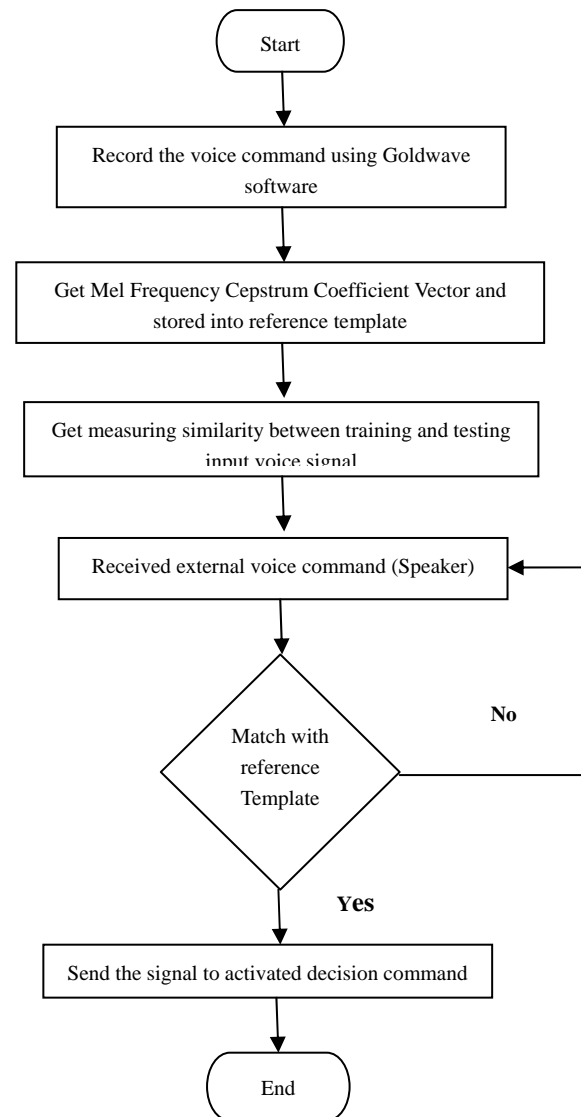 Start
Record the voice command using Goldwave
software
Get Mel Frequency Cepstrum Coefficient Vector and
stored into reference template
Get measuring similarity between training and testing
input voice signal
Received external voice command (Speaker)
No
Match with
reference
Template
Yes
Send the signal to activated decision command
End